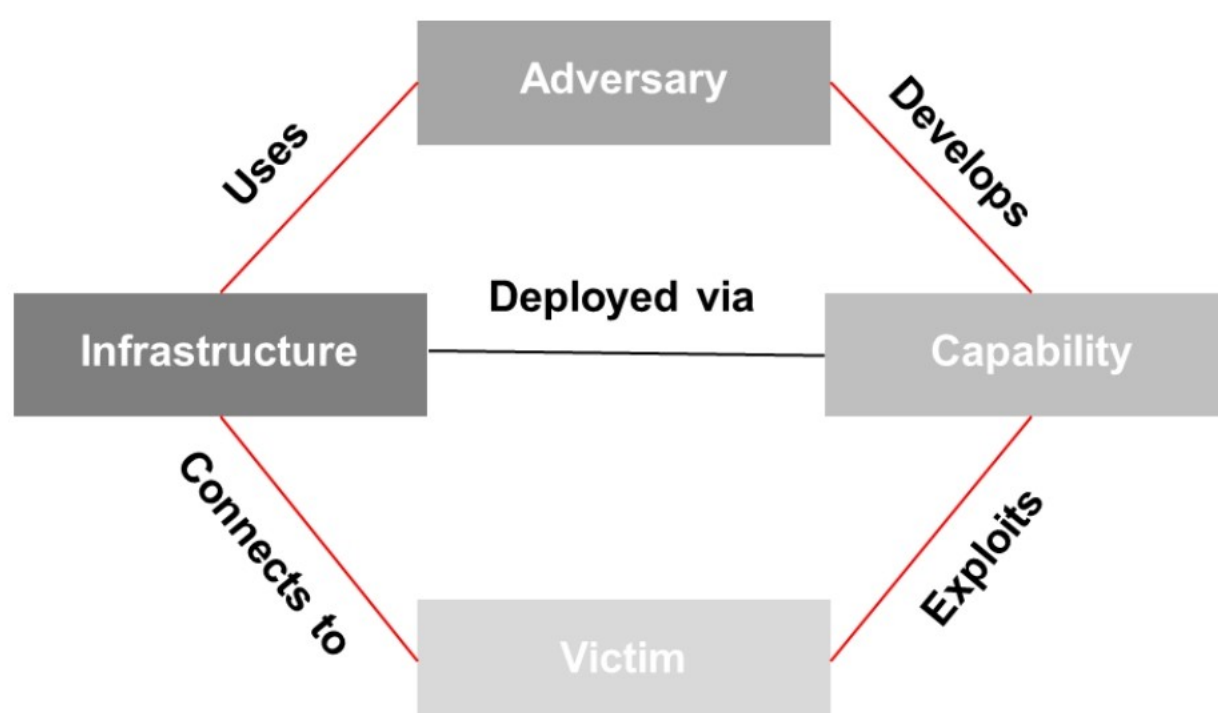 Adversary
Uses
Develops
Deployed via
Infrastructure
Capability
Connects to
Exploits
Victim